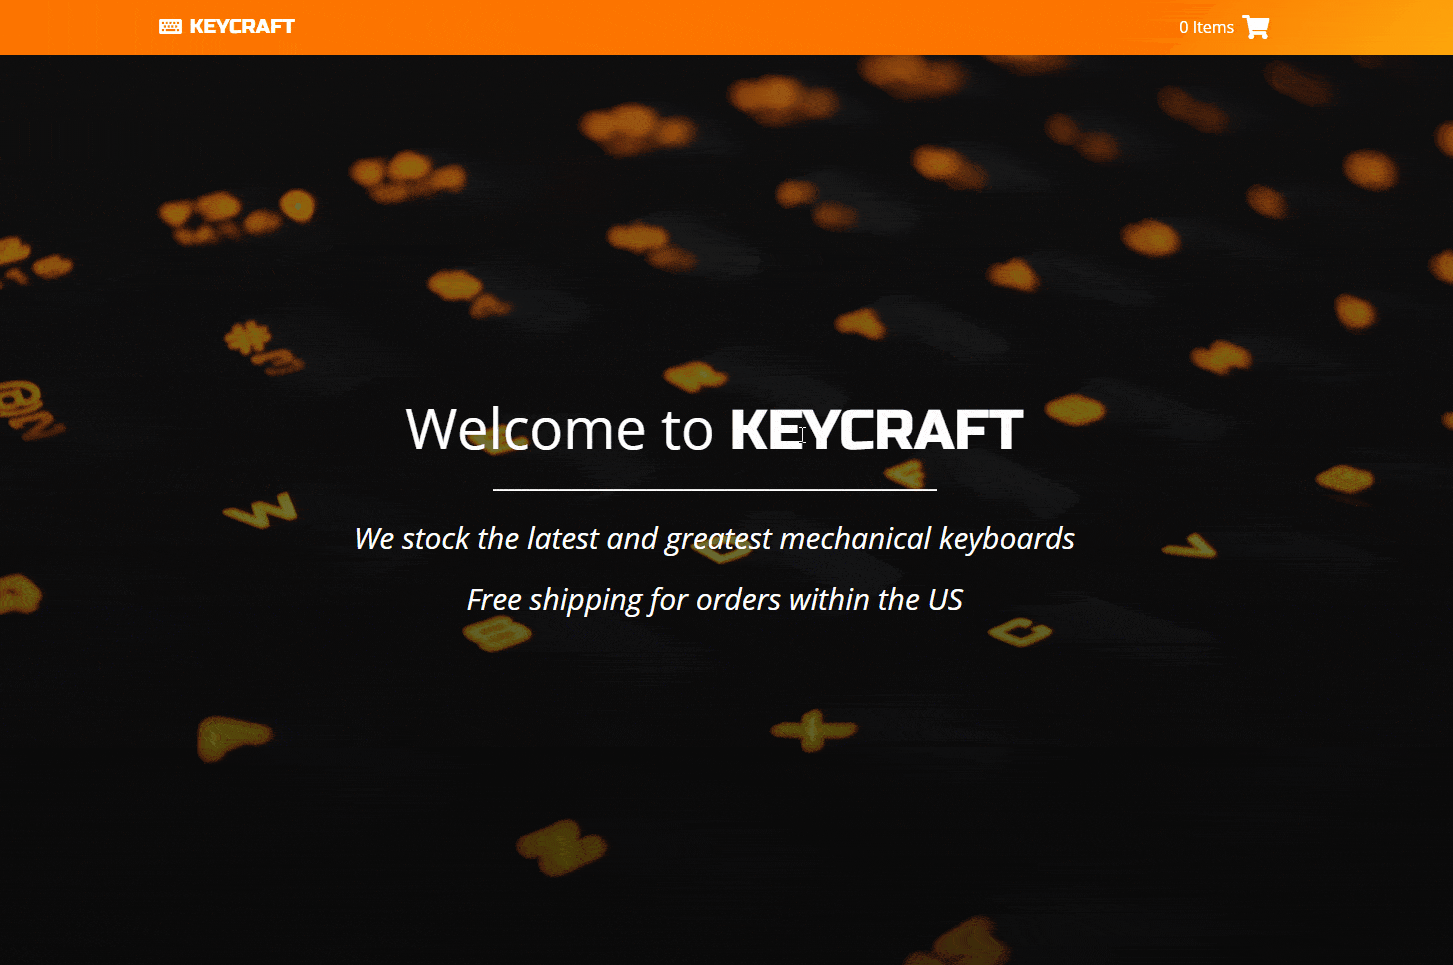 KEYCRAFT
0 Items
Welcome to KEYCRAFT
We stock the latest and greatest mechanical keyboards
Free shipping for orders within the US